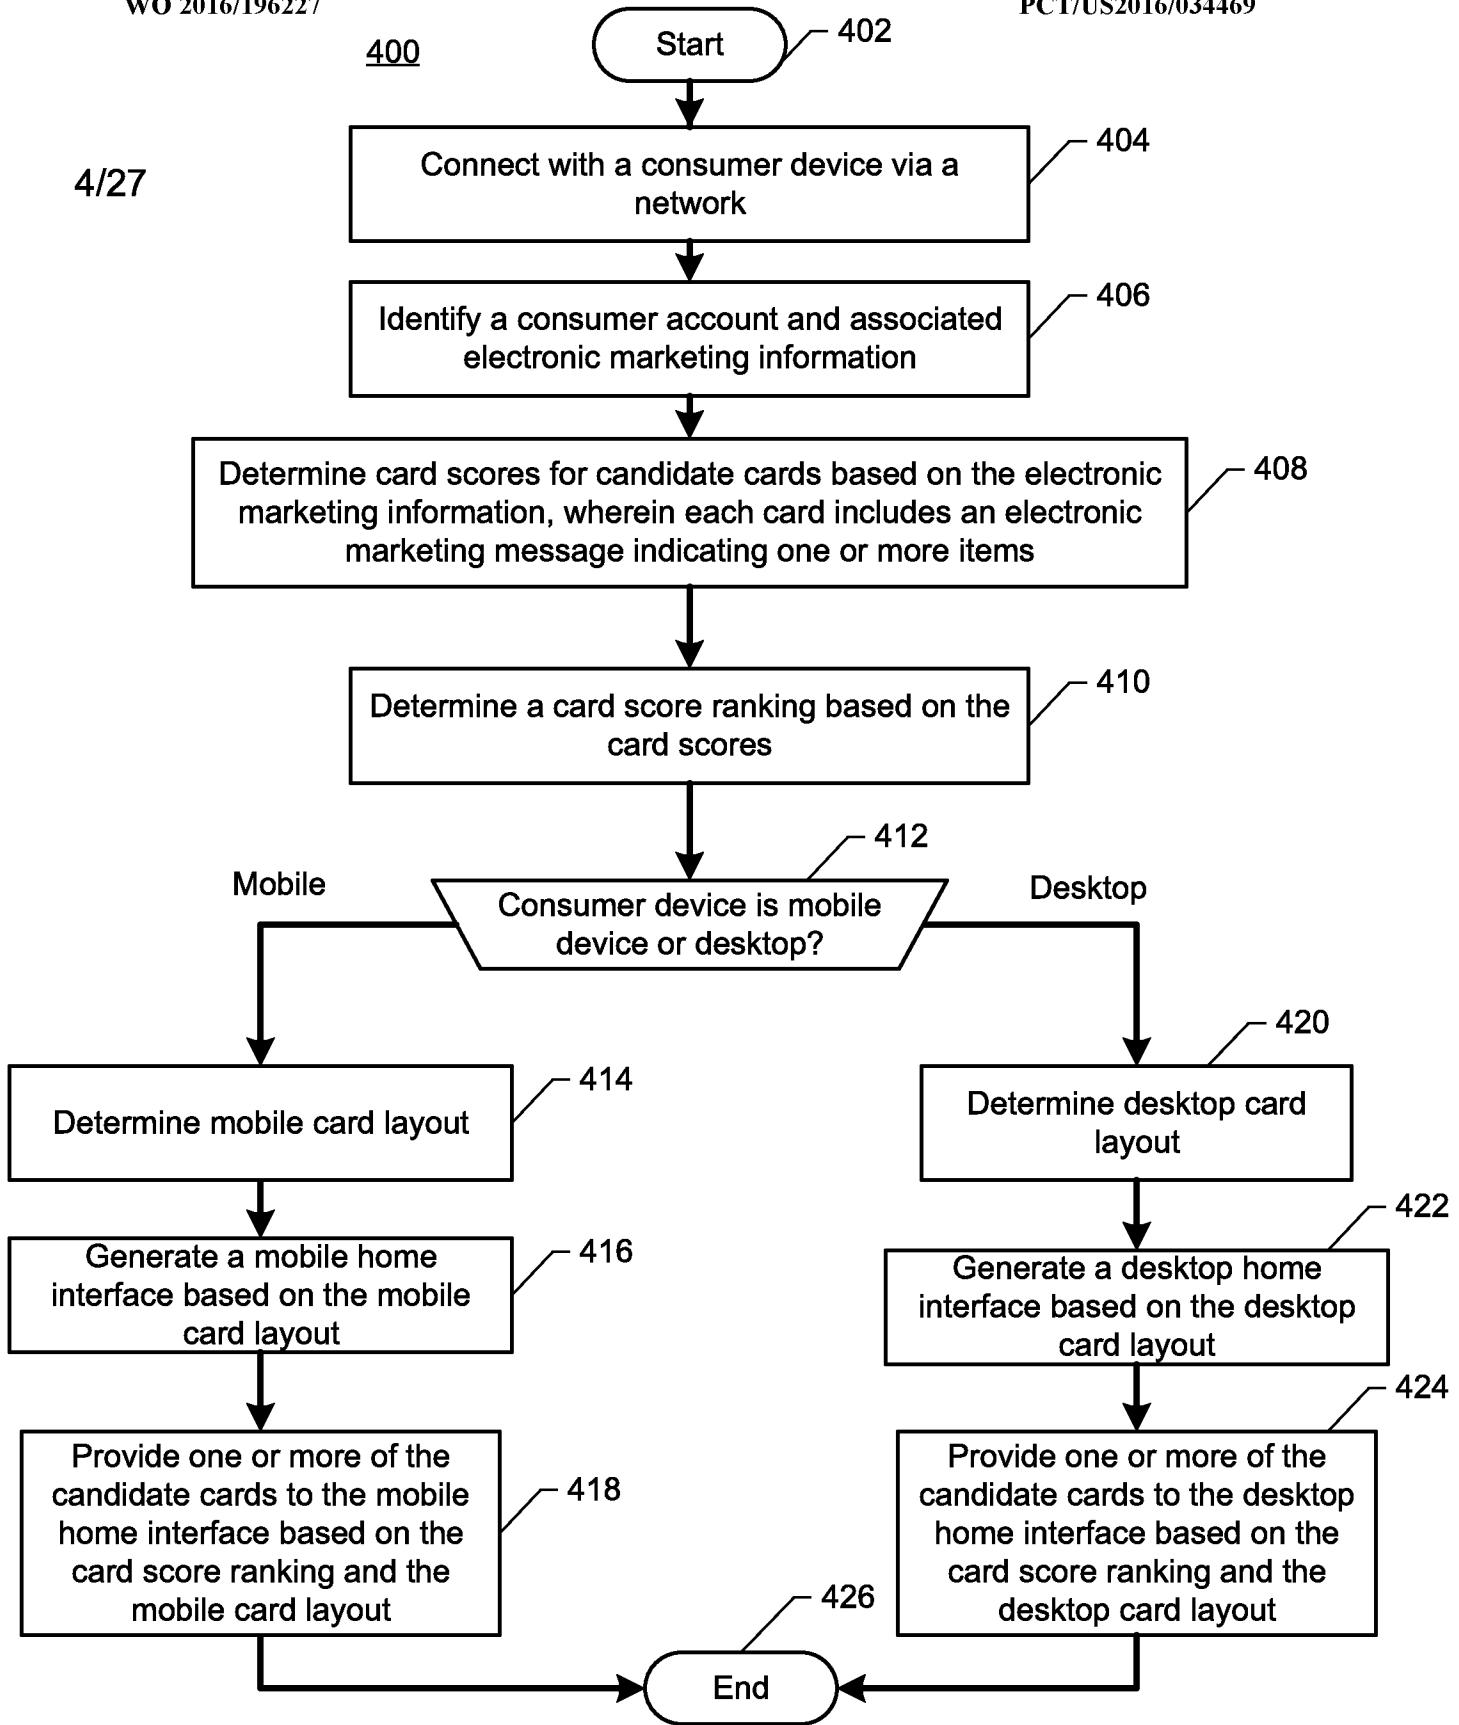 WO 2016/196227
PCT/US2016/034469
400
Start
402
4/27
Connect with a consumer device via a
network
404
Identify a consumer account and associated
electronic marketing information
406
Determine card scores for candidate cards based on the electronic
marketing information, wherein each card includes an electronic
marketing message indicating one or more items
408
Determine a card score ranking based on the
card scores
410
412
Mobile
Consumer device is mobile
device or desktop?
Desktop
Determine mobile card layout
414
Generate a mobile home
interface based on the mobile
card layout
416
Provide one or more of the
candidate cards to the mobile
home interface based on the
card score ranking and the
mobile card layout
418
420
Determine desktop card
layout
422
Generate a desktop home
interface based on the desktop
card layout
424
Provide one or more of the
candidate cards to the desktop
home interface based on the
card score ranking and the
desktop card layout
426
End